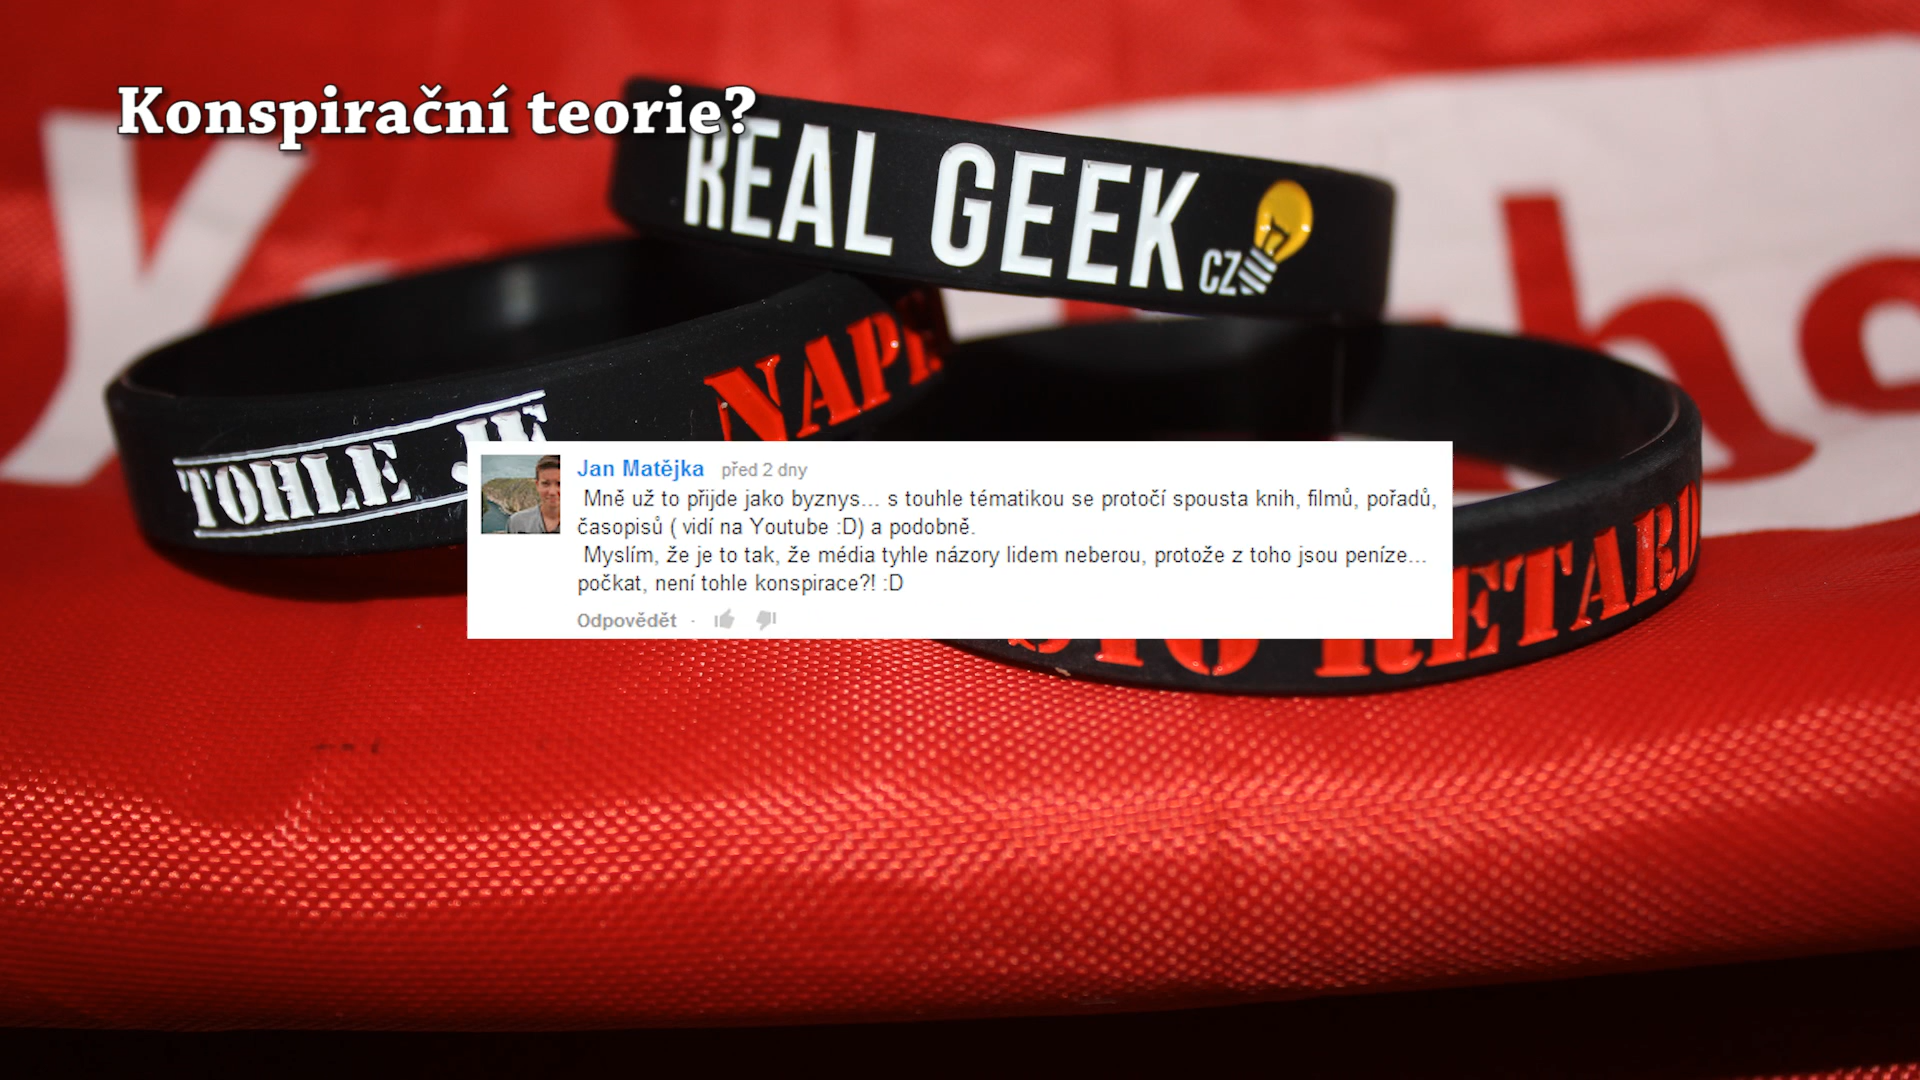 Konspirační teorie?
REAL GEEK
CZ
TOHLE JE
Jan Matějka před 2 dny
Mně už to přijde jako byznys... s touhle tématikou se protočí spousta knih, filmů, pořadů,
časopisů ( vidí na Youtube :D) a podobně.
Myslím, že je to tak, že média tyhle názory lidem neberou, protože z toho jsou peníze...
počkat, není tohle konspirace?! :D
Odpovědět ·
RETARD